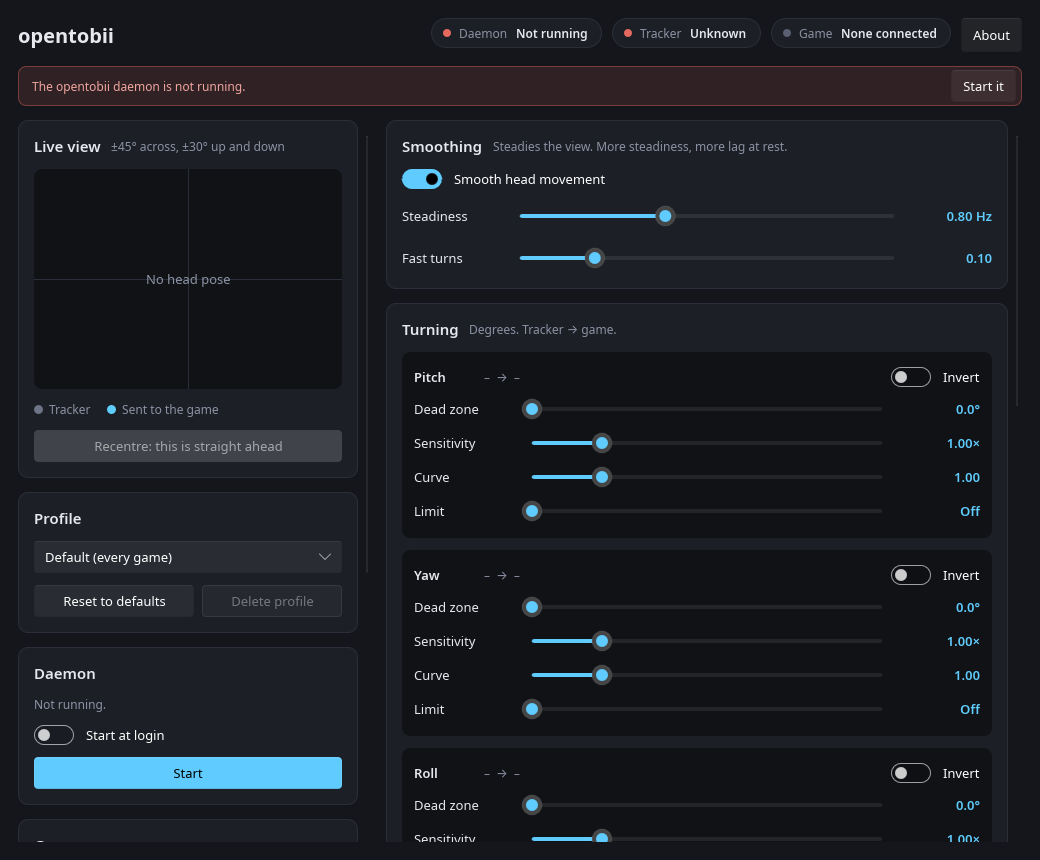 opentobii
Daemon Not running
Tracker Unknown
Game None connected
About
The opentobii daemon is not running.
Start it
Live view ±45° across, ±30° up and down
No head pose
Tracker
Sent to the game
Recentre: this is straight ahead
Profile
Default (every game)
Reset to defaults
Delete profile
Daemon
Not running.
Start at login
Start
Smoothing Steadies the view. More steadiness, more lag at rest.
Smooth head movement
Steadiness 0.80 Hz
Fast turns 0.10
Turning Degrees. Tracker → game.
Pitch – → – Invert
Dead zone 0.0°
Sensitivity 1.00×
Curve 1.00
Limit Off
Yaw – → – Invert
Dead zone 0.0°
Sensitivity 1.00×
Curve 1.00
Limit Off
Roll – → – Invert
Dead zone 0.0°
Sensitivity 1.00×